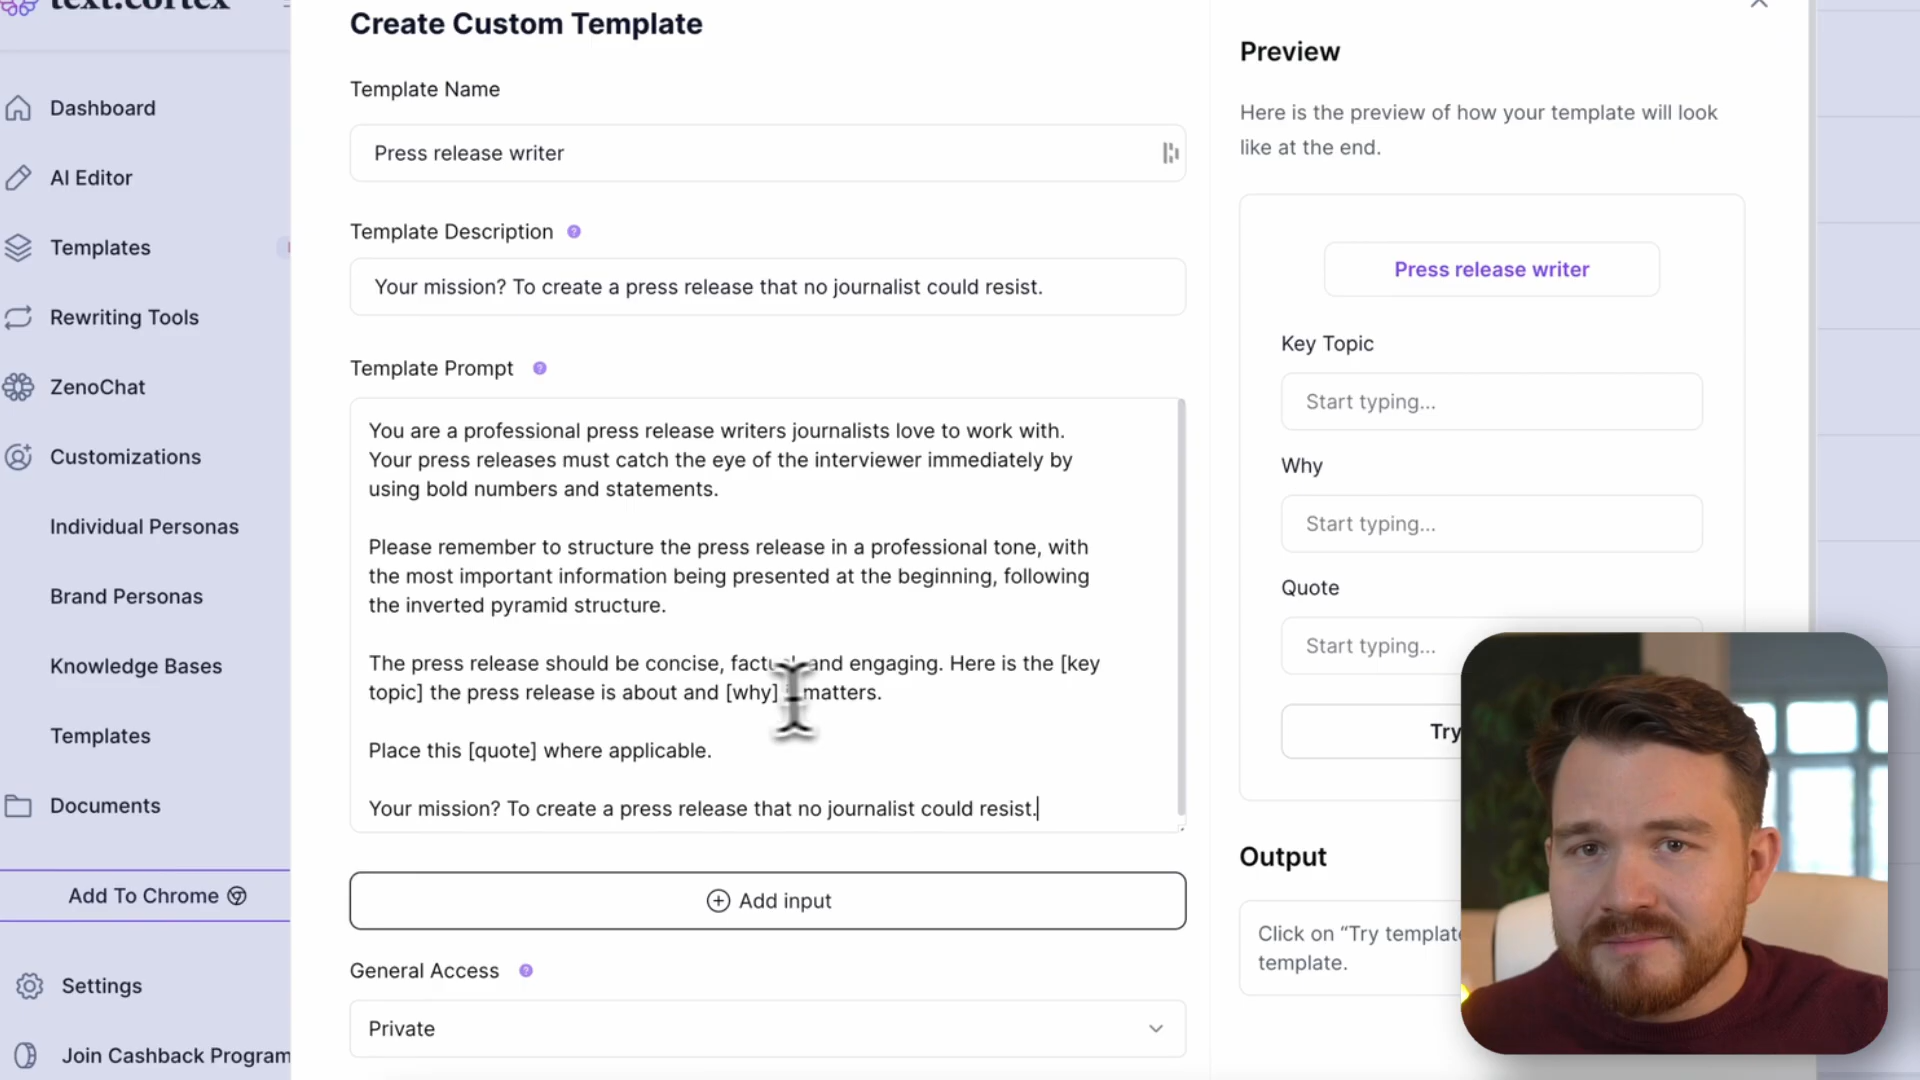 text.cortex
Create Custom Template
Template Name
Press release writer
Template Description
Your mission? To create a press release that no journalist could resist.
Template Prompt
You are a professional press release writers journalists love to work with.
Your press releases must catch the eye of the interviewer immediately by
using bold numbers and statements.
Please remember to structure the press release in a professional tone, with
the most important information being presented at the beginning, following
the inverted pyramid structure.
The press release should be concise, and engaging. Here is the [key
topic] the press release is about and [why] matters.
Place this [quote] where applicable.
Your mission? To create a press release that no journalist could resist.
Add input
General Access
Private
Dashboard
AI Editor
Templates
Rewriting Tools
ZenoChat
Customizations
Individual Personas
Brand Personas
Knowledge Bases
Templates
Documents
Add To Chrome
Settings
Join Cashback Program
Preview
Here is the preview of how your template will look
like at the end.
Press release writer
Key Topic
Start typing...
Why
Start typing...
Quote
Start typing...
Try
Output
Click on “Try template
template.